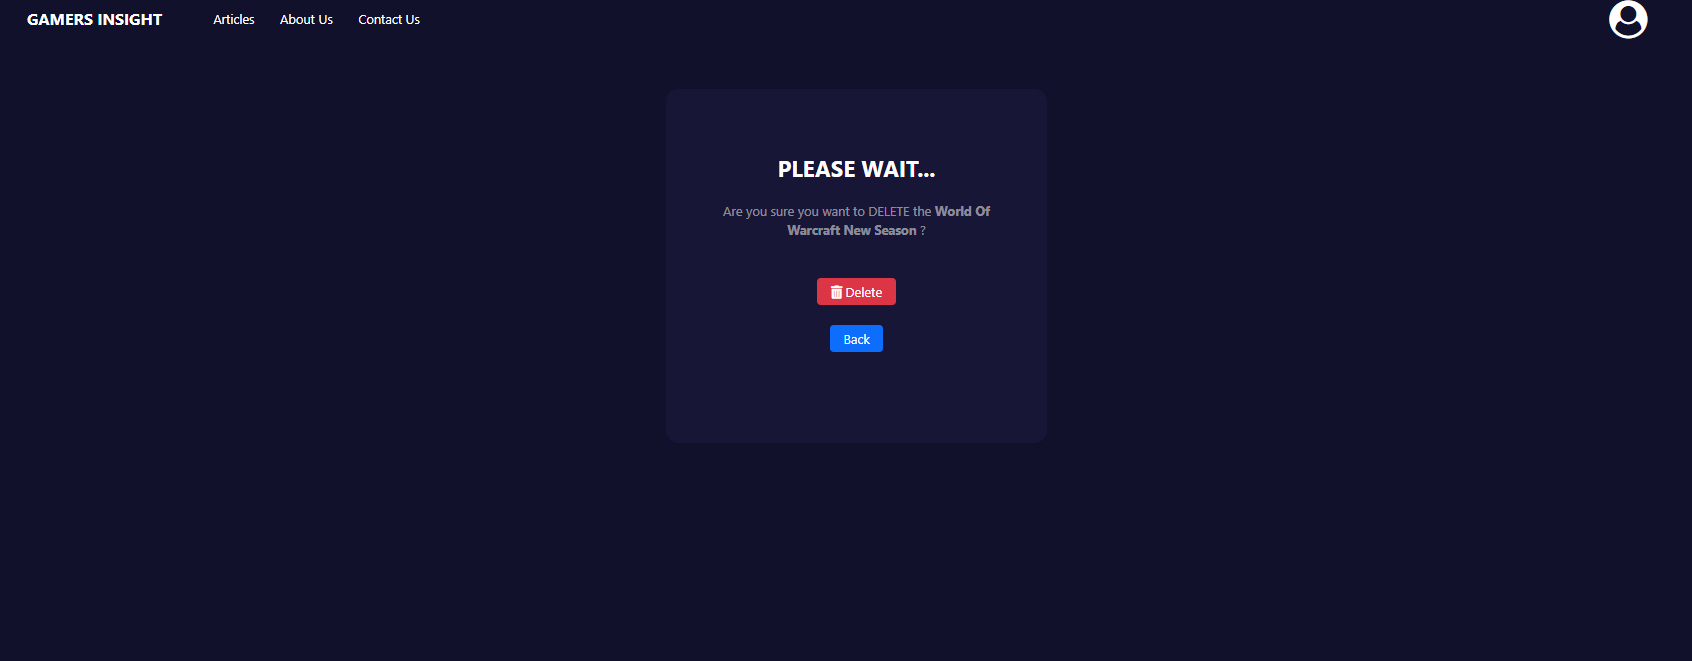 GAMERS INSIGHT Articles About Us Contact Us
PLEASE WAIT...
Are you sure you want to DELETE the World Of
Warcraft New Season ?
Delete
Back